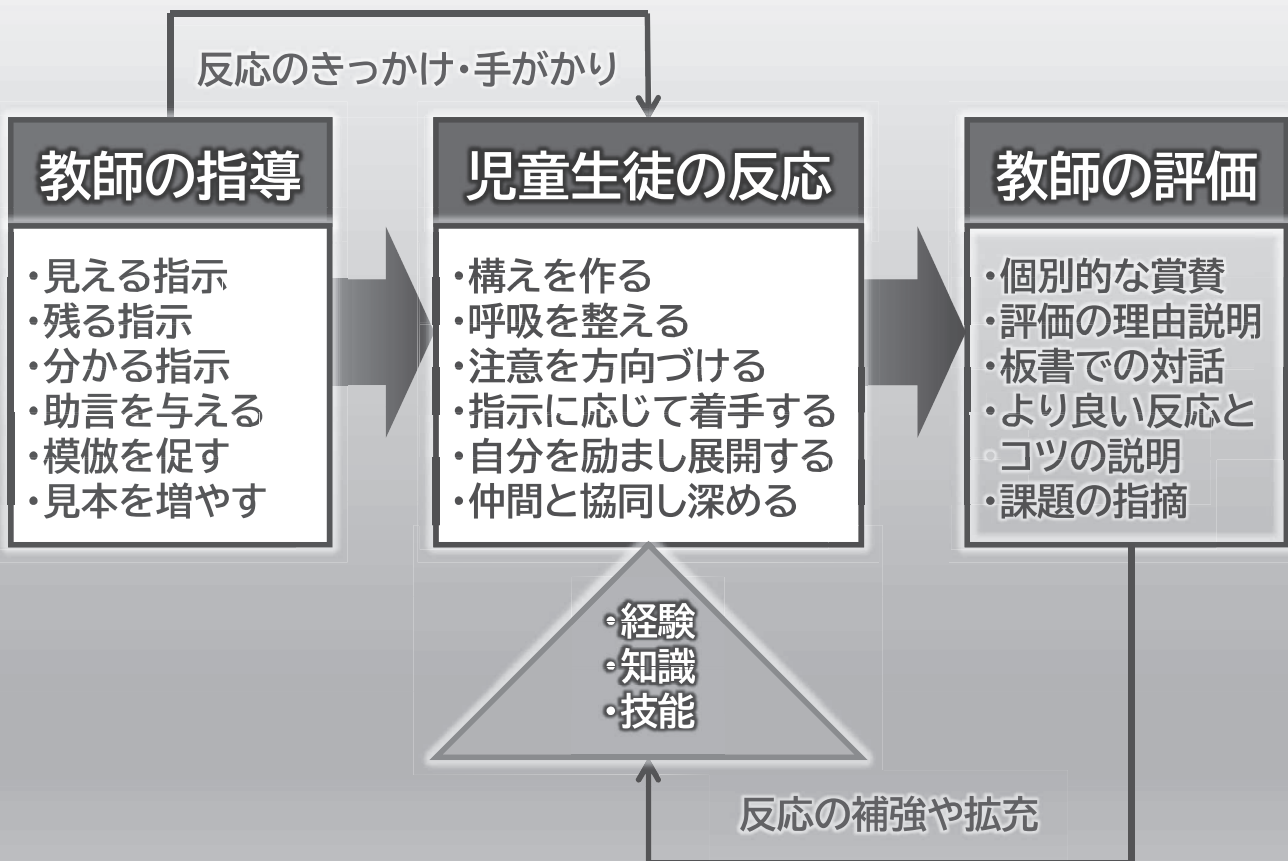 反応のきっかけ・手がかり
教師の指導
・見える指示
・残る指示
・分かる指示
・助言を与える
・模倣を促す
・見本を増やす
児童生徒の反応
・構えを作る
・呼吸を整える
・注意を方向づける
・指示に応じて着手する
・自分を励まし展開する
・仲間と協同し深める
教師の評価
・個別的な賞賛
・評価の理由説明
・板書での対話
・より良い反応と
・コツの説明
・課題の指摘
・経験
・知識
・技能
反応の補強や拡充